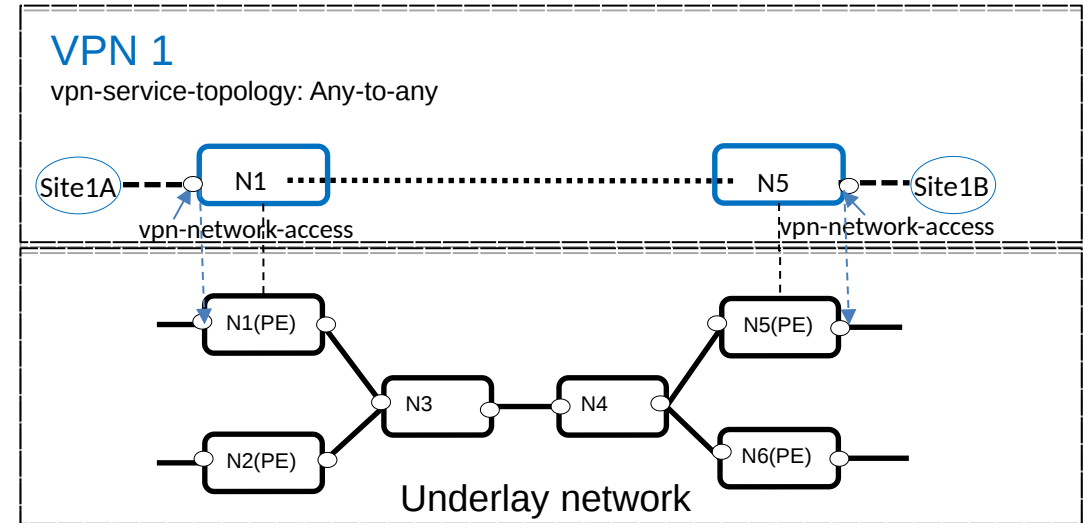 VPN 1
vpn-service-topology: Any-to-any
Site1A
N1
N5
Site1B
vpn-network-access
vpn-network-access
N1(PE)
N5(PE)
N3
N4
N2(PE)
N6(PE)
Underlay network